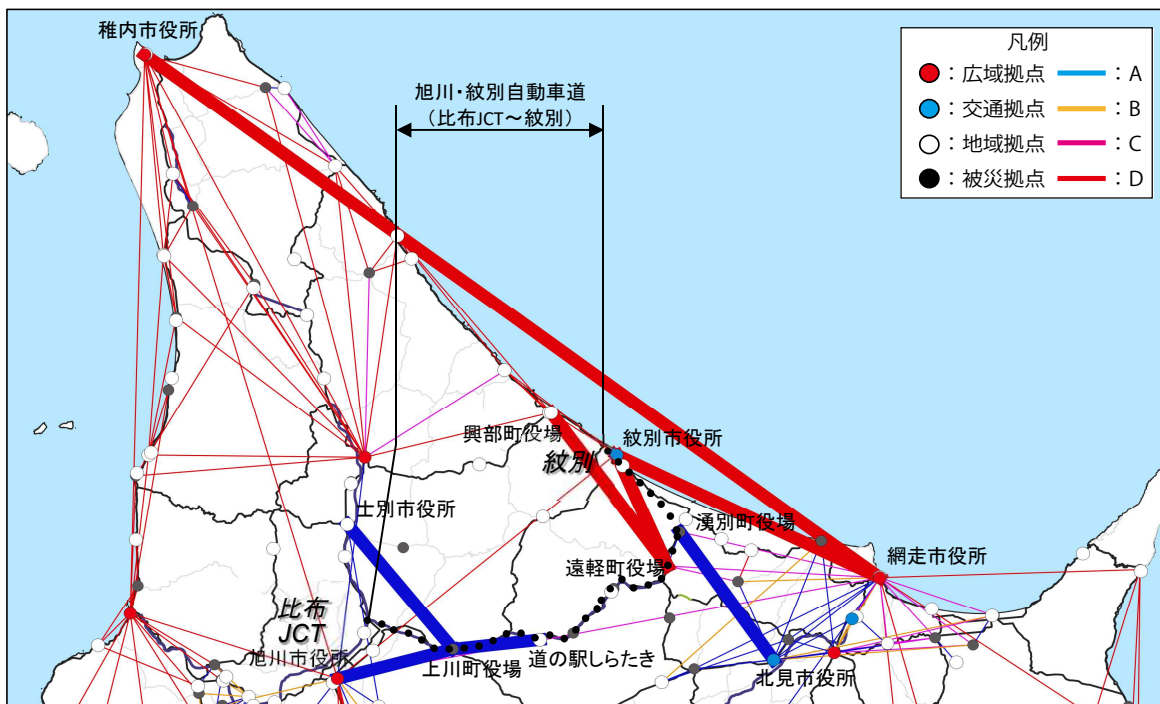 稚内市役所
旭川・紋別自動車道
（比布JCT～紋別）
凡例
：広域拠点
：A
：交通拠点
：B
：地域拠点
：C
：被災拠点
：D
興部町役場
紋別市役所
紋別
士別市役所
湧別町役場
遠軽町役場
網走市役所
比布
JCT
旭川市役所
上川町役場
道の駅しらたき
北見市役所